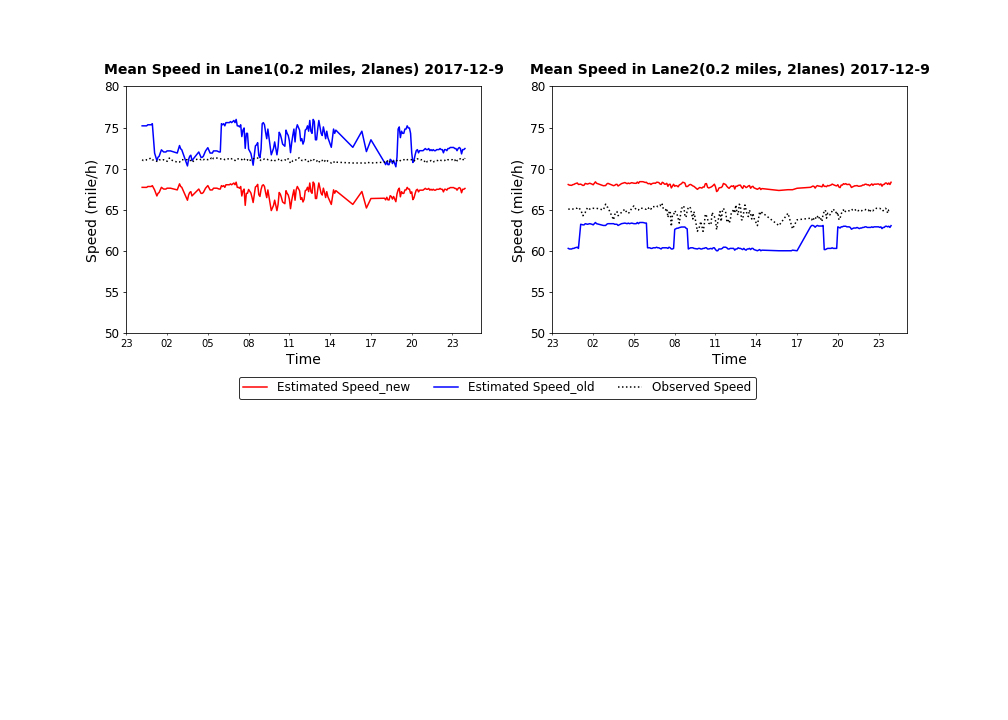 Mean Speed in Lane1(0.2 miles, 2lanes) 2017-12-9
80
75
70
65
60
55
50
Speed (mile/h)
23 02 05 08 11 14 17 20 23
Time
Mean Speed in Lane2(0.2 miles, 2lanes) 2017-12-9
80
75
70
65
60
55
50
Speed (mile/h)
23 02 05 08 11 14 17 20 23
Time
Estimated Speed_new Estimated Speed_old Observed Speed